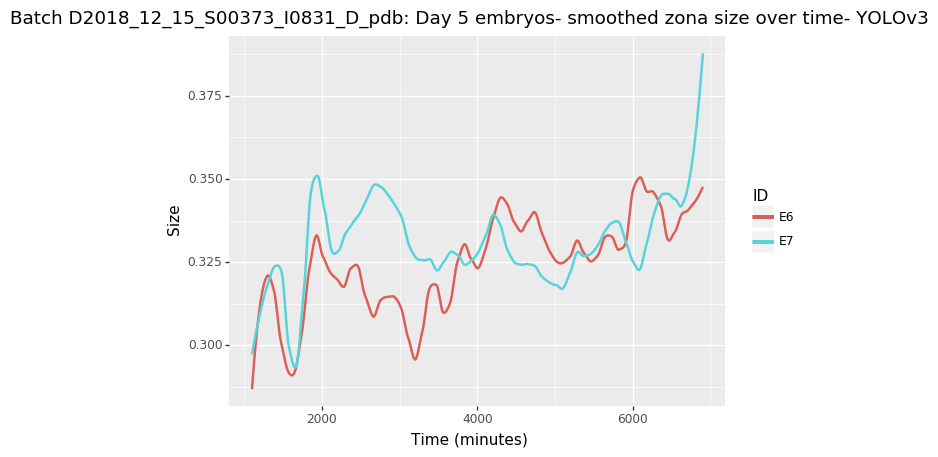 Batch D2018_12_15_S00373_I0831_D_pdb: Day 5 embryos- smoothed zona size over time- YOLOv3
0.375
0.350
0.325
0.300
Size
2000
4000
6000
Time (minutes)
ID
E6
E7